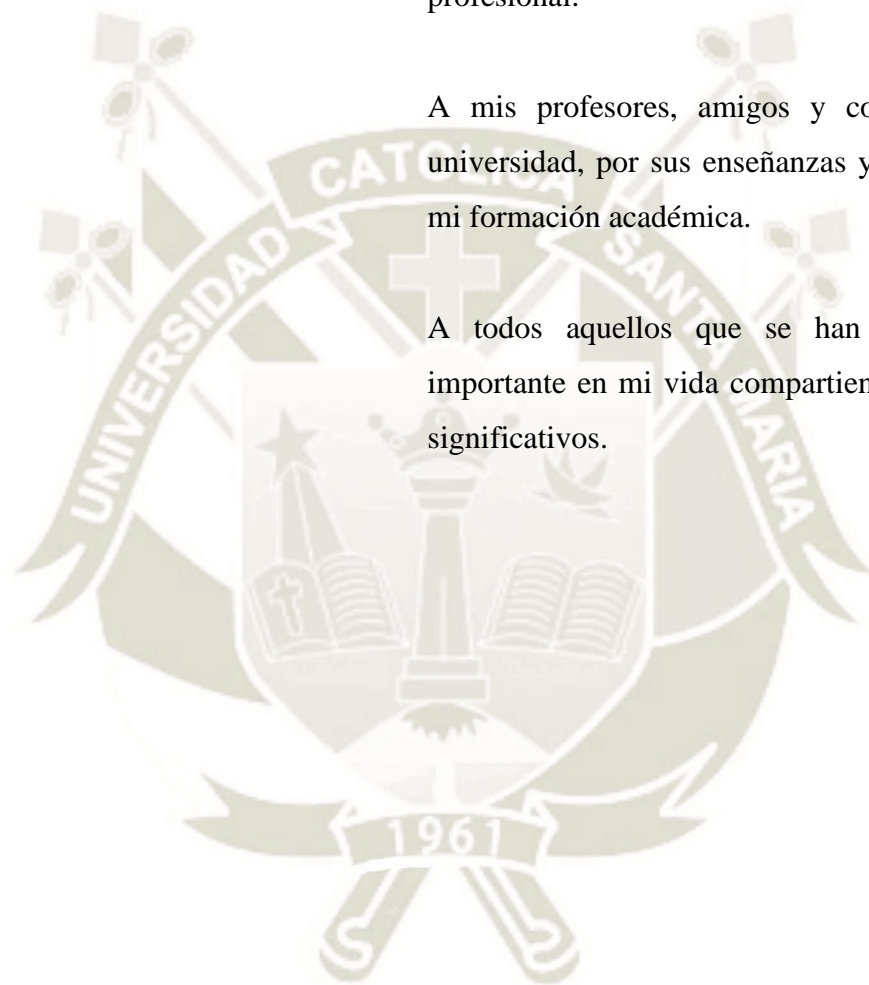 profesional.
A mis profesores, amigos y co
universidad, por sus enseñanzas y
mi formación académica.
A todos aquellos que se han
importante en mi vida compartien
significativos.
UNIVERSIDAD CATOLICA SANTA MARIA
1961